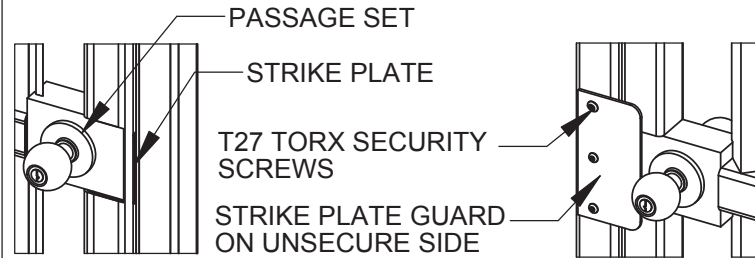 PASSAGE SET
STRIKE PLATE
T27 TORX SECURITY
SCREWS
STRIKE PLATE GUARD
ON UNSECURE SIDE